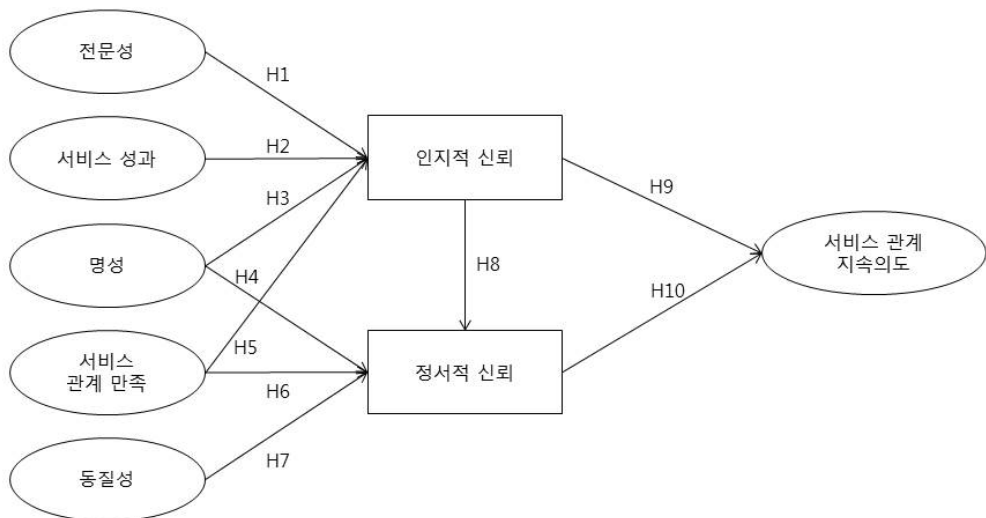 전문성
H1
서비스 성과
H2
인지적 신뢰
H3
H9
명성
H4
H8
서비스 관계
지속의도
H10
서비스
관계 만족
H5
H6
정서적 신뢰
H7
동질성